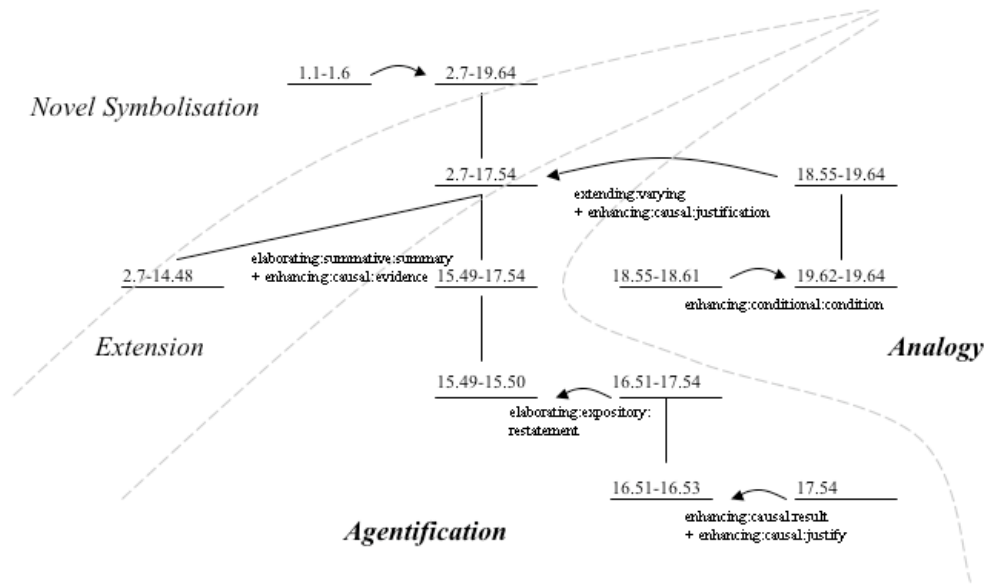 1.1-1.6
2.7-19.64
Novel Symbolisation
2.7-17.54
18.55-19.64
extending:varying
+ enhancing:causal:justification
elaborating:summative:summary
+ enhancing:causal:evidence
2.7-14.48
15.49-17.54
18.55-18.61
19.62-19.64
enhancing:conditional:condition
Extension
Analogy
15.49-15.50
16.51-17.54
elaborating:expository:
restatement
16.51-16.53
17.54
enhancing:causal:result
+ enhancing:causal:justify
Agentification